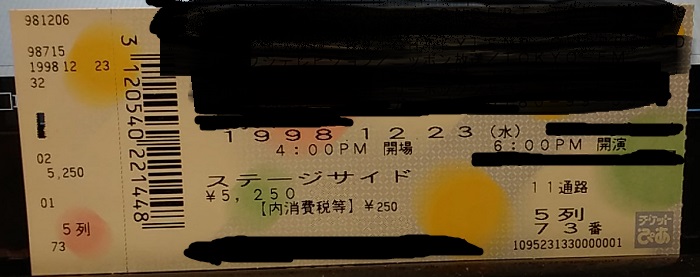 981206
98715
1998 12 23
32
02
5,250
01
5列
73
3 120540 221448
1998 12 23 (水)
4:00PM 開場 6:00PM 開演
ステージサイド
¥5,250
【内消費税等】¥250
11通路
5列
73番
1095231330000001
チケット
ぴあ